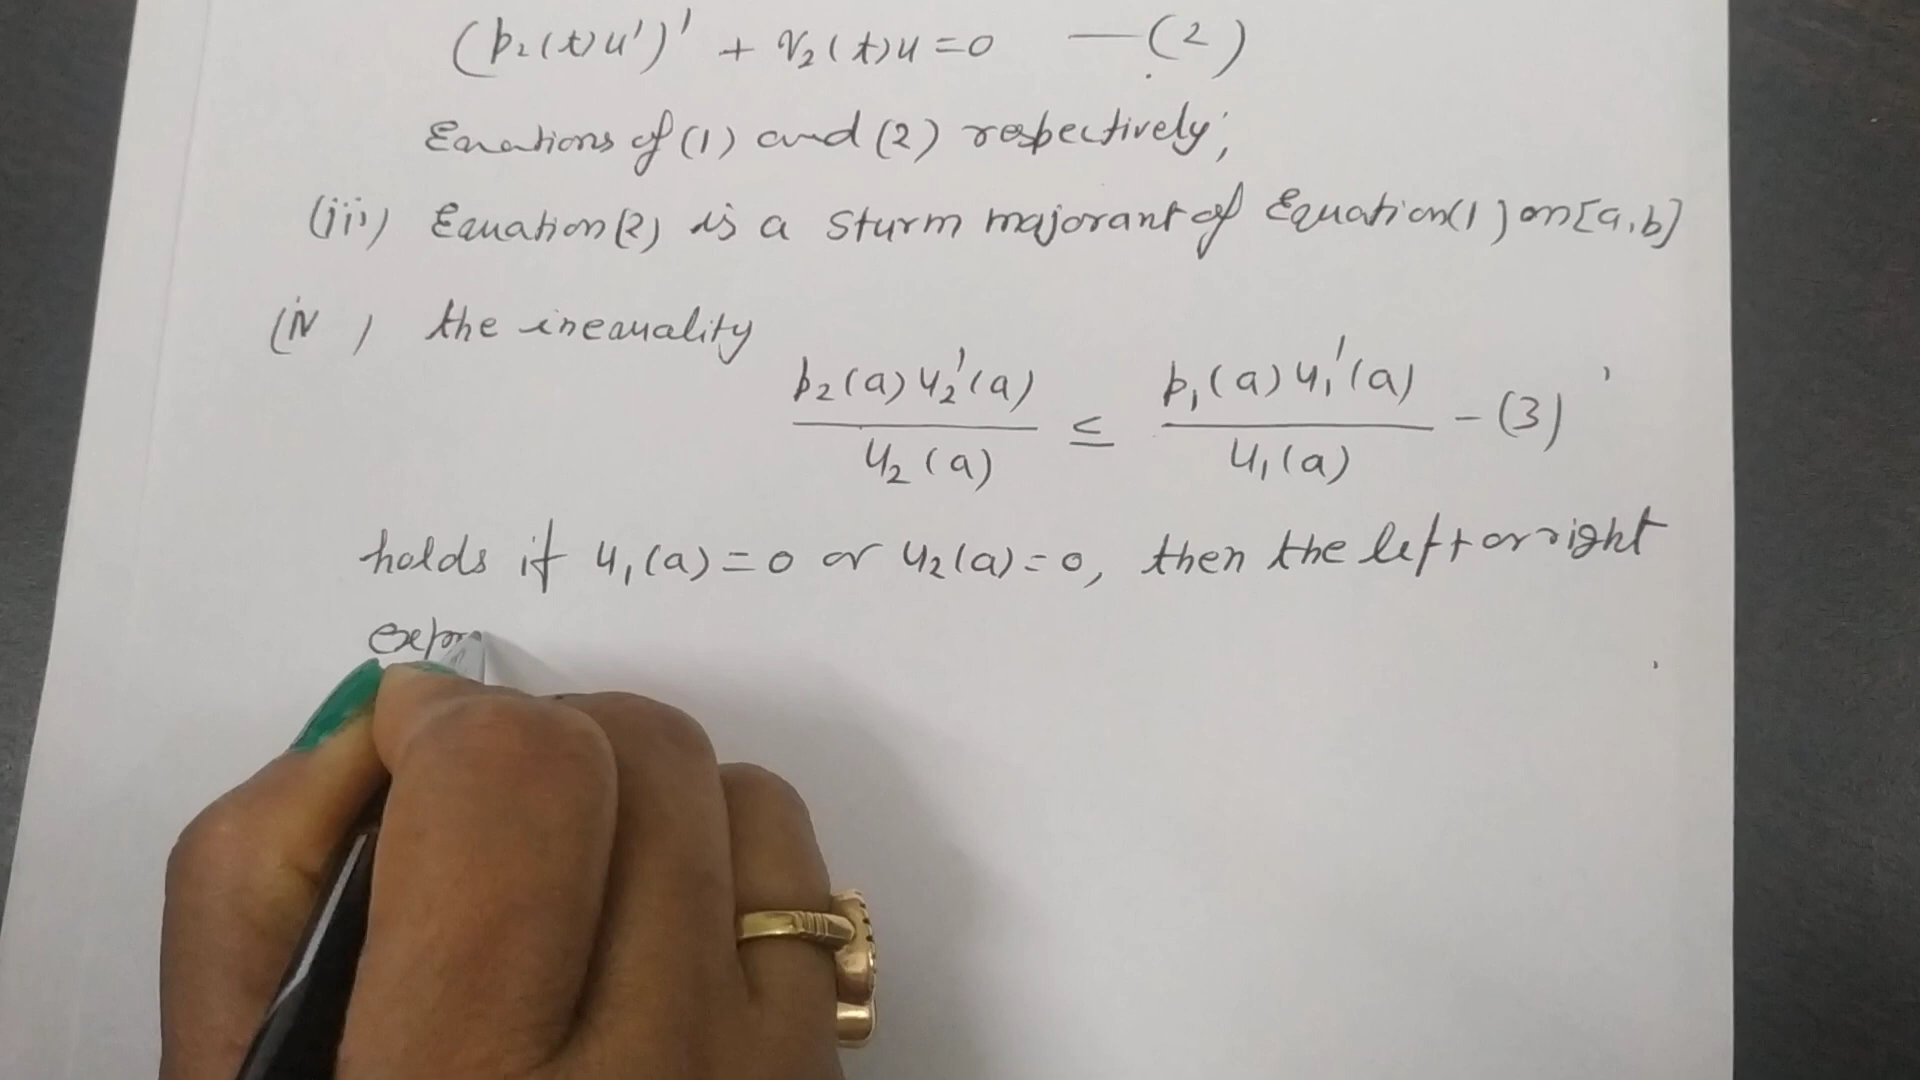 (p₂(t)u')' + r₂(t)u=0 —(2)
Equations of (1) and (2) respectively;
(iii) Equation(2) is a Sturm majorant of Equation(1) on[a,b]
(iv) the inequality
p₂(a)u₂'(a)/u₂(a) ≤ p₁(a)u₁'(a)/u₁(a) -(3)
holds if u₁(a)=0 or u₂(a)=0, then the left or right
expr